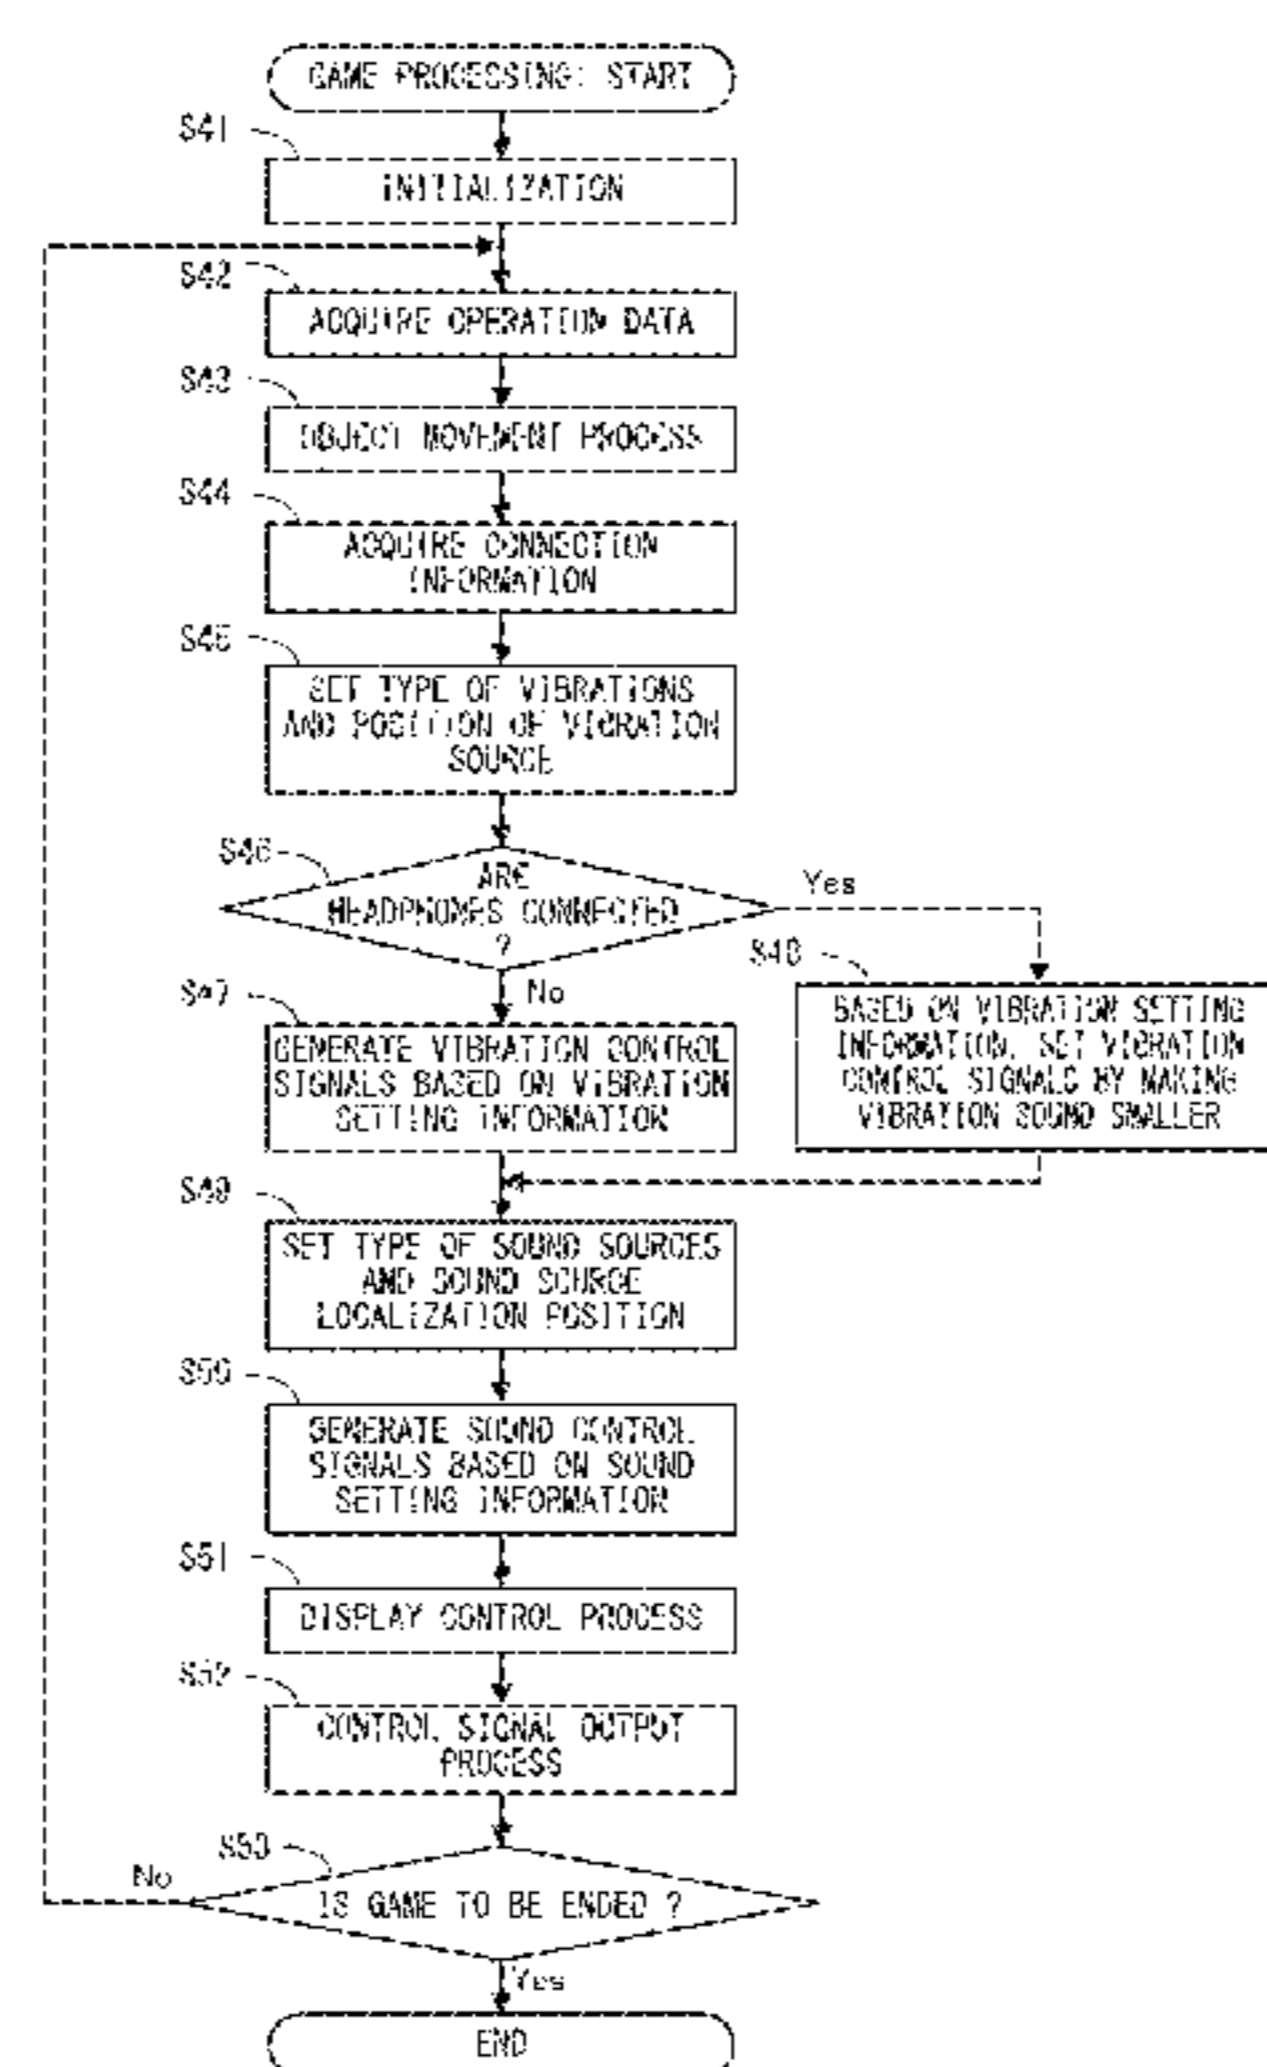 GAME PROCESSING: START
S41
INITIALIZATION
S42
ACQUIRE OPERATION DATA
S43
OBJECT MOVEMENT PROCESS
S44
ACQUIRE CONNECTION
INFORMATION
S45
SET TYPE OF VIBRATIONS
AND POSITION OF VIBRATION
SOURCE
S46
ARE
HEADPHONES CONNECTED
?
Yes
No
S47
GENERATE VIBRATION CONTROL
SIGNALS BASED ON VIBRATION
SETTING INFORMATION
S48
BASED ON VIBRATION SETTING
INFORMATION, SET VIBRATION
CONTROL SIGNALS BY MAKING
VIBRATION SOUND SMALLER
S49
SET TYPE OF SOUND SOURCES
AND SOUND SOURCE
LOCALIZATION POSITION
S50
GENERATE SOUND CONTROL
SIGNALS BASED ON SOUND
SETTING INFORMATION
S51
DISPLAY CONTROL PROCESS
S52
CONTROL SIGNAL OUTPUT
PROCESS
S53
No
IS GAME TO BE ENDED ?
Yes
END